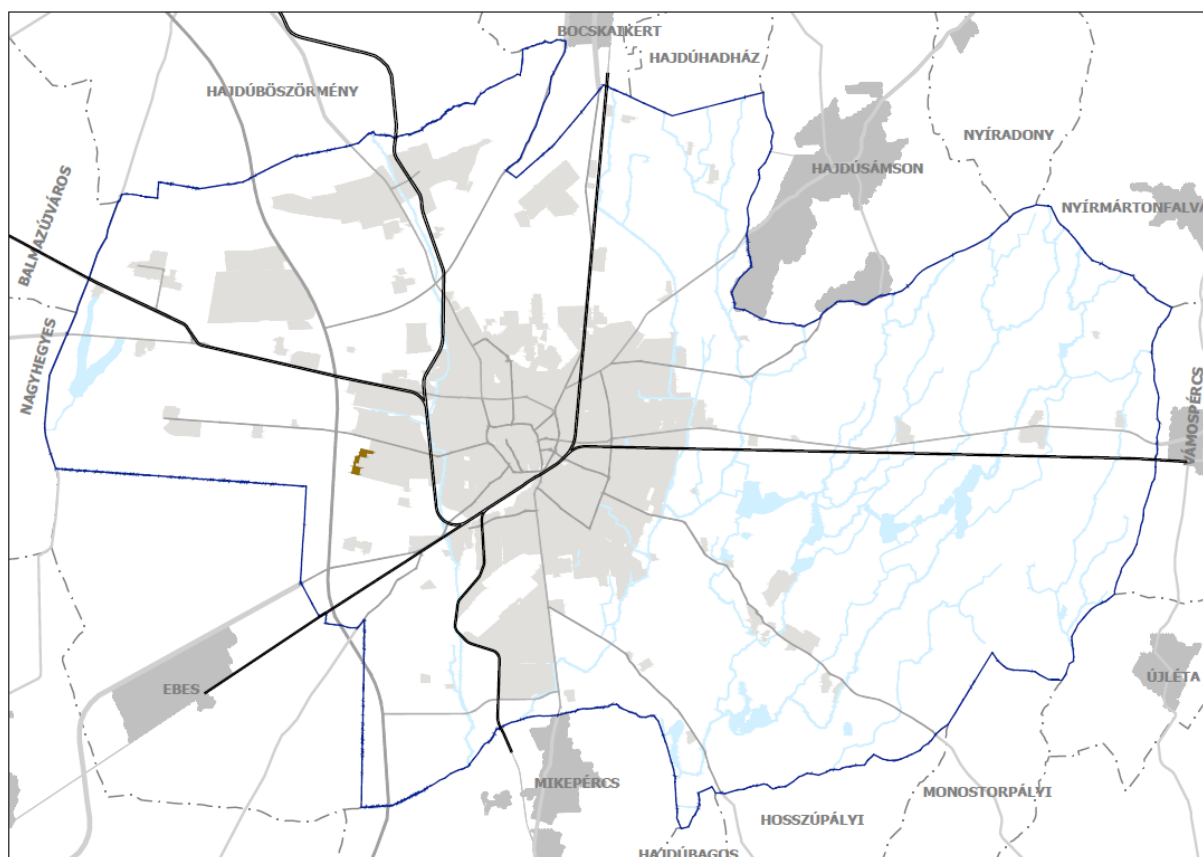 BOCSKAIKERT
HAJDÚHADHÁZ
HAJDÚBÖSZÖRMÉNY
NYÍRADONY
HAJDÚSÁMSON
BALMAZÚJVÁROS
NYÍRMÁRTONFALVA
NAGYHEGYES
VÁMOSPÉRCS
EBES
ÚJLÉTA
MIKEPÉRCS
MONOSTORPÁLYI
HOSSZÚPÁLYI
HAJDÚBAGOS